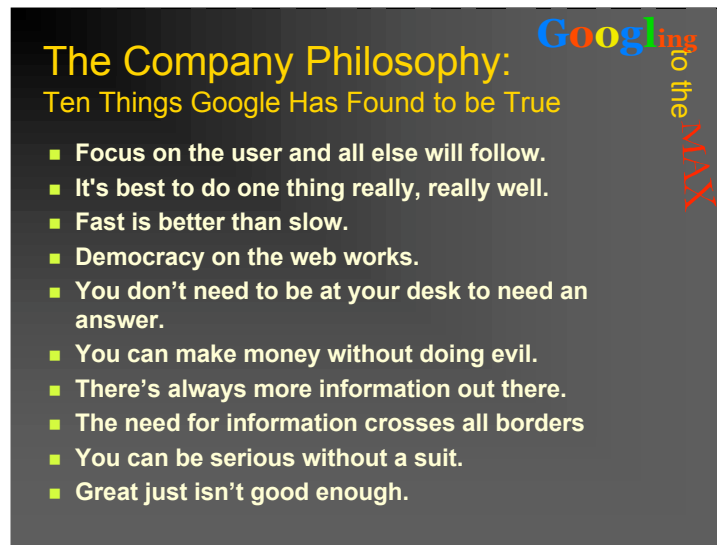 Googling
to the
MAX
The Company Philosophy:
Ten Things Google Has Found to be True
Focus on the user and all else will follow.
It's best to do one thing really, really well.
Fast is better than slow.
Democracy on the web works.
You don’t need to be at your desk to need an
answer.
You can make money without doing evil.
There’s always more information out there.
The need for information crosses all borders
You can be serious without a suit.
Great just isn’t good enough.